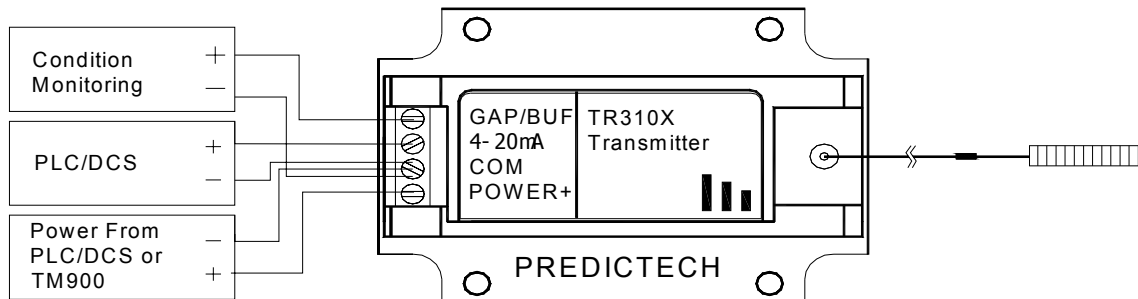 Condition
Monitoring
+
−
PLC/DCS
+
−
Power From
PLC/DCS or
TM900
−
+
GAP/BUF
4-20mA
COM
POWER+
TR310X
Transmitter
PREDICTECH